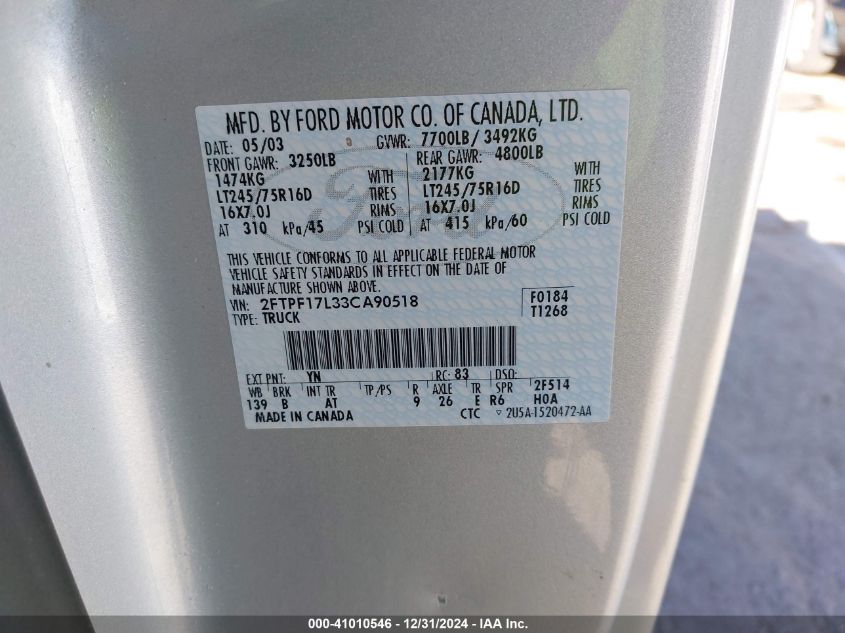 MFD. BY FORD MOTOR CO. OF CANADA, LTD.
DATE: 05/03 GVWR: 7700LB/ 3492KG
FRONT GAWR: 3250LB REAR GAWR: 4800LB
1474KG WITH 2177KG WITH
LT245/75R16D TIRES LT245/75R16D TIRES
16X7.0J RIMS 16X7.0J RIMS
AT 310 kPa/45 PSI COLD AT 415 kPa/60 PSI COLD
THIS VEHICLE CONFORMS TO ALL APPLICABLE FEDERAL MOTOR
VEHICLE SAFETY STANDARDS IN EFFECT ON THE DATE OF
MANUFACTURE SHOWN ABOVE.
VIN: 2FTPF17L33CA90518 F0184
TYPE: TRUCK T1268
EXT PNT: YN RC: 83 DSO:
WB BRK INT TR TP/PS R AXLE TR SPR 2F514
139 B AT 9 26 E R6 H0A
MADE IN CANADA CTC ▽ 2U5A-1520472-AA
000-41010546 - 12/31/2024 - IAA Inc.